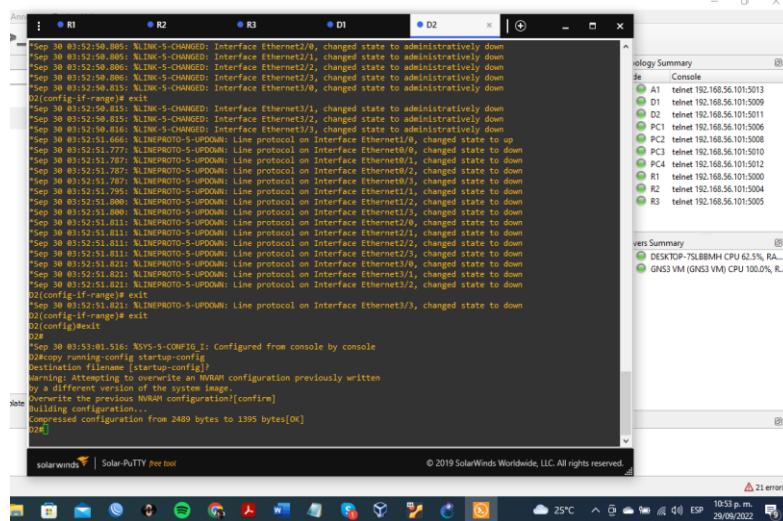 R1 R2 R3 D1 D2
*Sep 30 03:52:50.805: %LINK-5-CHANGED: Interface Ethernet2/0, changed state to administratively down
*Sep 30 03:52:50.805: %LINK-5-CHANGED: Interface Ethernet2/1, changed state to administratively down
*Sep 30 03:52:50.806: %LINK-5-CHANGED: Interface Ethernet2/2, changed state to administratively down
*Sep 30 03:52:50.806: %LINK-5-CHANGED: Interface Ethernet2/3, changed state to administratively down
*Sep 30 03:52:50.815: %LINK-5-CHANGED: Interface Ethernet3/0, changed state to administratively down
D2(config-if-range)# exit
*Sep 30 03:52:50.815: %LINK-5-CHANGED: Interface Ethernet3/1, changed state to administratively down
*Sep 30 03:52:50.815: %LINK-5-CHANGED: Interface Ethernet3/2, changed state to administratively down
*Sep 30 03:52:50.816: %LINK-5-CHANGED: Interface Ethernet3/3, changed state to administratively down
*Sep 30 03:52:51.666: %LINEPROTO-5-UPDOWN: Line protocol on Interface Ethernet1/0, changed state to up
*Sep 30 03:52:51.777: %LINEPROTO-5-UPDOWN: Line protocol on Interface Ethernet0/0, changed state to down
*Sep 30 03:52:51.787: %LINEPROTO-5-UPDOWN: Line protocol on Interface Ethernet0/1, changed state to down
*Sep 30 03:52:51.787: %LINEPROTO-5-UPDOWN: Line protocol on Interface Ethernet0/2, changed state to down
*Sep 30 03:52:51.787: %LINEPROTO-5-UPDOWN: Line protocol on Interface Ethernet0/3, changed state to down
*Sep 30 03:52:51.795: %LINEPROTO-5-UPDOWN: Line protocol on Interface Ethernet1/1, changed state to down
*Sep 30 03:52:51.800: %LINEPROTO-5-UPDOWN: Line protocol on Interface Ethernet1/2, changed state to down
*Sep 30 03:52:51.800: %LINEPROTO-5-UPDOWN: Line protocol on Interface Ethernet1/3, changed state to down
*Sep 30 03:52:51.811: %LINEPROTO-5-UPDOWN: Line protocol on Interface Ethernet2/0, changed state to down
*Sep 30 03:52:51.811: %LINEPROTO-5-UPDOWN: Line protocol on Interface Ethernet2/1, changed state to down
*Sep 30 03:52:51.811: %LINEPROTO-5-UPDOWN: Line protocol on Interface Ethernet2/2, changed state to down
*Sep 30 03:52:51.811: %LINEPROTO-5-UPDOWN: Line protocol on Interface Ethernet2/3, changed state to down
*Sep 30 03:52:51.821: %LINEPROTO-5-UPDOWN: Line protocol on Interface Ethernet3/0, changed state to down
*Sep 30 03:52:51.821: %LINEPROTO-5-UPDOWN: Line protocol on Interface Ethernet3/1, changed state to down
*Sep 30 03:52:51.821: %LINEPROTO-5-UPDOWN: Line protocol on Interface Ethernet3/2, changed state to down
D2(config-if-range)# exit
*Sep 30 03:52:51.821: %LINEPROTO-5-UPDOWN: Line protocol on Interface Ethernet3/3, changed state to down
D2(config-if-range)# exit
D2(config)#exit
D2#
*Sep 30 03:53:01.516: %SYS-5-CONFIG_I: Configured from console by console
D2#copy running-config startup-config
Destination filename [startup-config]?
Warning: Attempting to overwrite an NVRAM configuration previously written
by a different version of the system image.
Overwrite the previous NVRAM configuration?[confirm]
Building configuration...
Compressed configuration from 2489 bytes to 1395 bytes[OK]
D2#
solarwinds Solar-PuTTY free tool © 2019 SolarWinds Worldwide, LLC. All rights reserved.
Summary
Console
A1 telnet 192.168.56.101:5013
D1 telnet 192.168.56.101:5009
D2 telnet 192.168.56.101:5011
PC1 telnet 192.168.56.101:5006
PC2 telnet 192.168.56.101:5008
PC3 telnet 192.168.56.101:5010
PC4 telnet 192.168.56.101:5012
R1 telnet 192.168.56.101:5000
R2 telnet 192.168.56.101:5004
R3 telnet 192.168.56.101:5005
Summary
DESKTOP-7SLBBMH CPU 62.5%, RA...
GNS3 VM (GNS3 VM) CPU 100.0%, R...
21 errors
25°C ESP 10:53 p. m.
29/09/2022